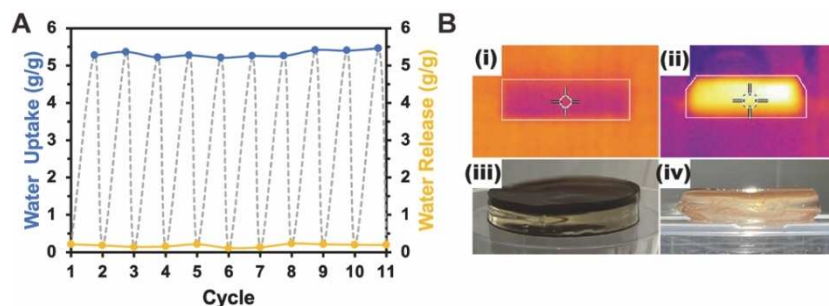 A
Water Uptake (g/g)
6
5
4
3
2
1
0
1 2 3 4 5 6 7 8 9 10 11
Cycle
6
5
4
3
2
1
0
Water Release (g/g)
B
(i)
(ii)
(iii)
(iv)